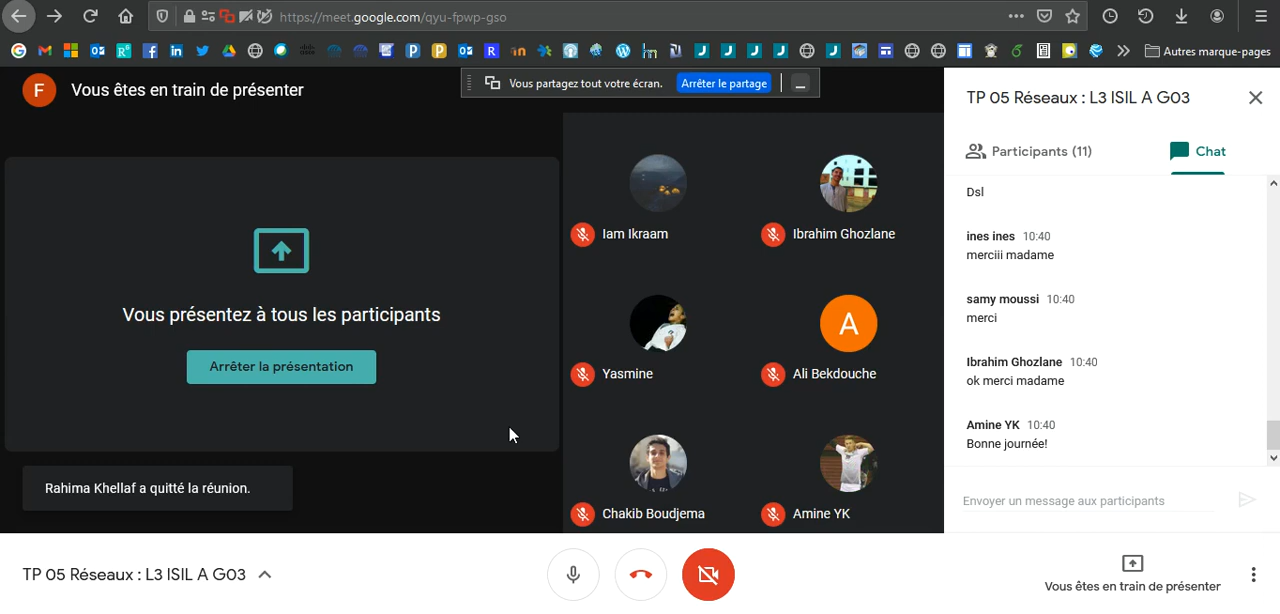 https://meet.google.com/qyu-fpwp-gso
Autres marque-pages
F
Vous êtes en train de présenter
Vous partagez tout votre écran.
Arrêter le partage
TP 05 Réseaux : L3 ISIL A G03
Participants (11)
Chat
Vous présentez à tous les participants
Arrêter la présentation
Rahima Khellaf a quitté la réunion.
Iam Ikraam
Ibrahim Ghozlane
Yasmine
A
Ali Bekdouche
Chakib Boudjema
Amine YK
Dsl
ines ines 10:40
merciii madame
samy moussi 10:40
merci
Ibrahim Ghozlane 10:40
ok merci madame
Amine YK 10:40
Bonne journée!
Envoyer un message aux participants
TP 05 Réseaux : L3 ISIL A G03
Vous êtes en train de présenter